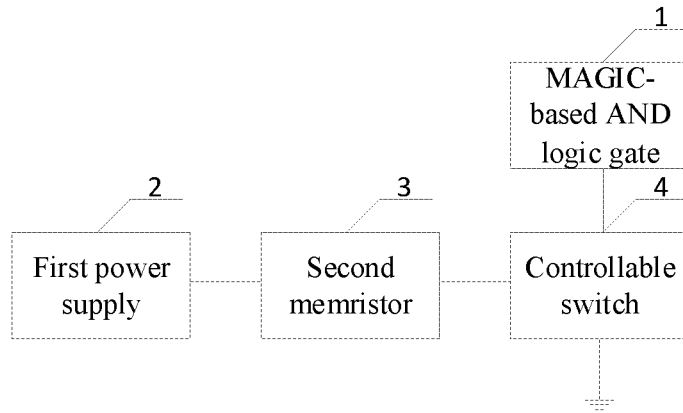 1
MAGIC-
based AND
logic gate
2
3
4
First power
supply
Second
memristor
Controllable
switch